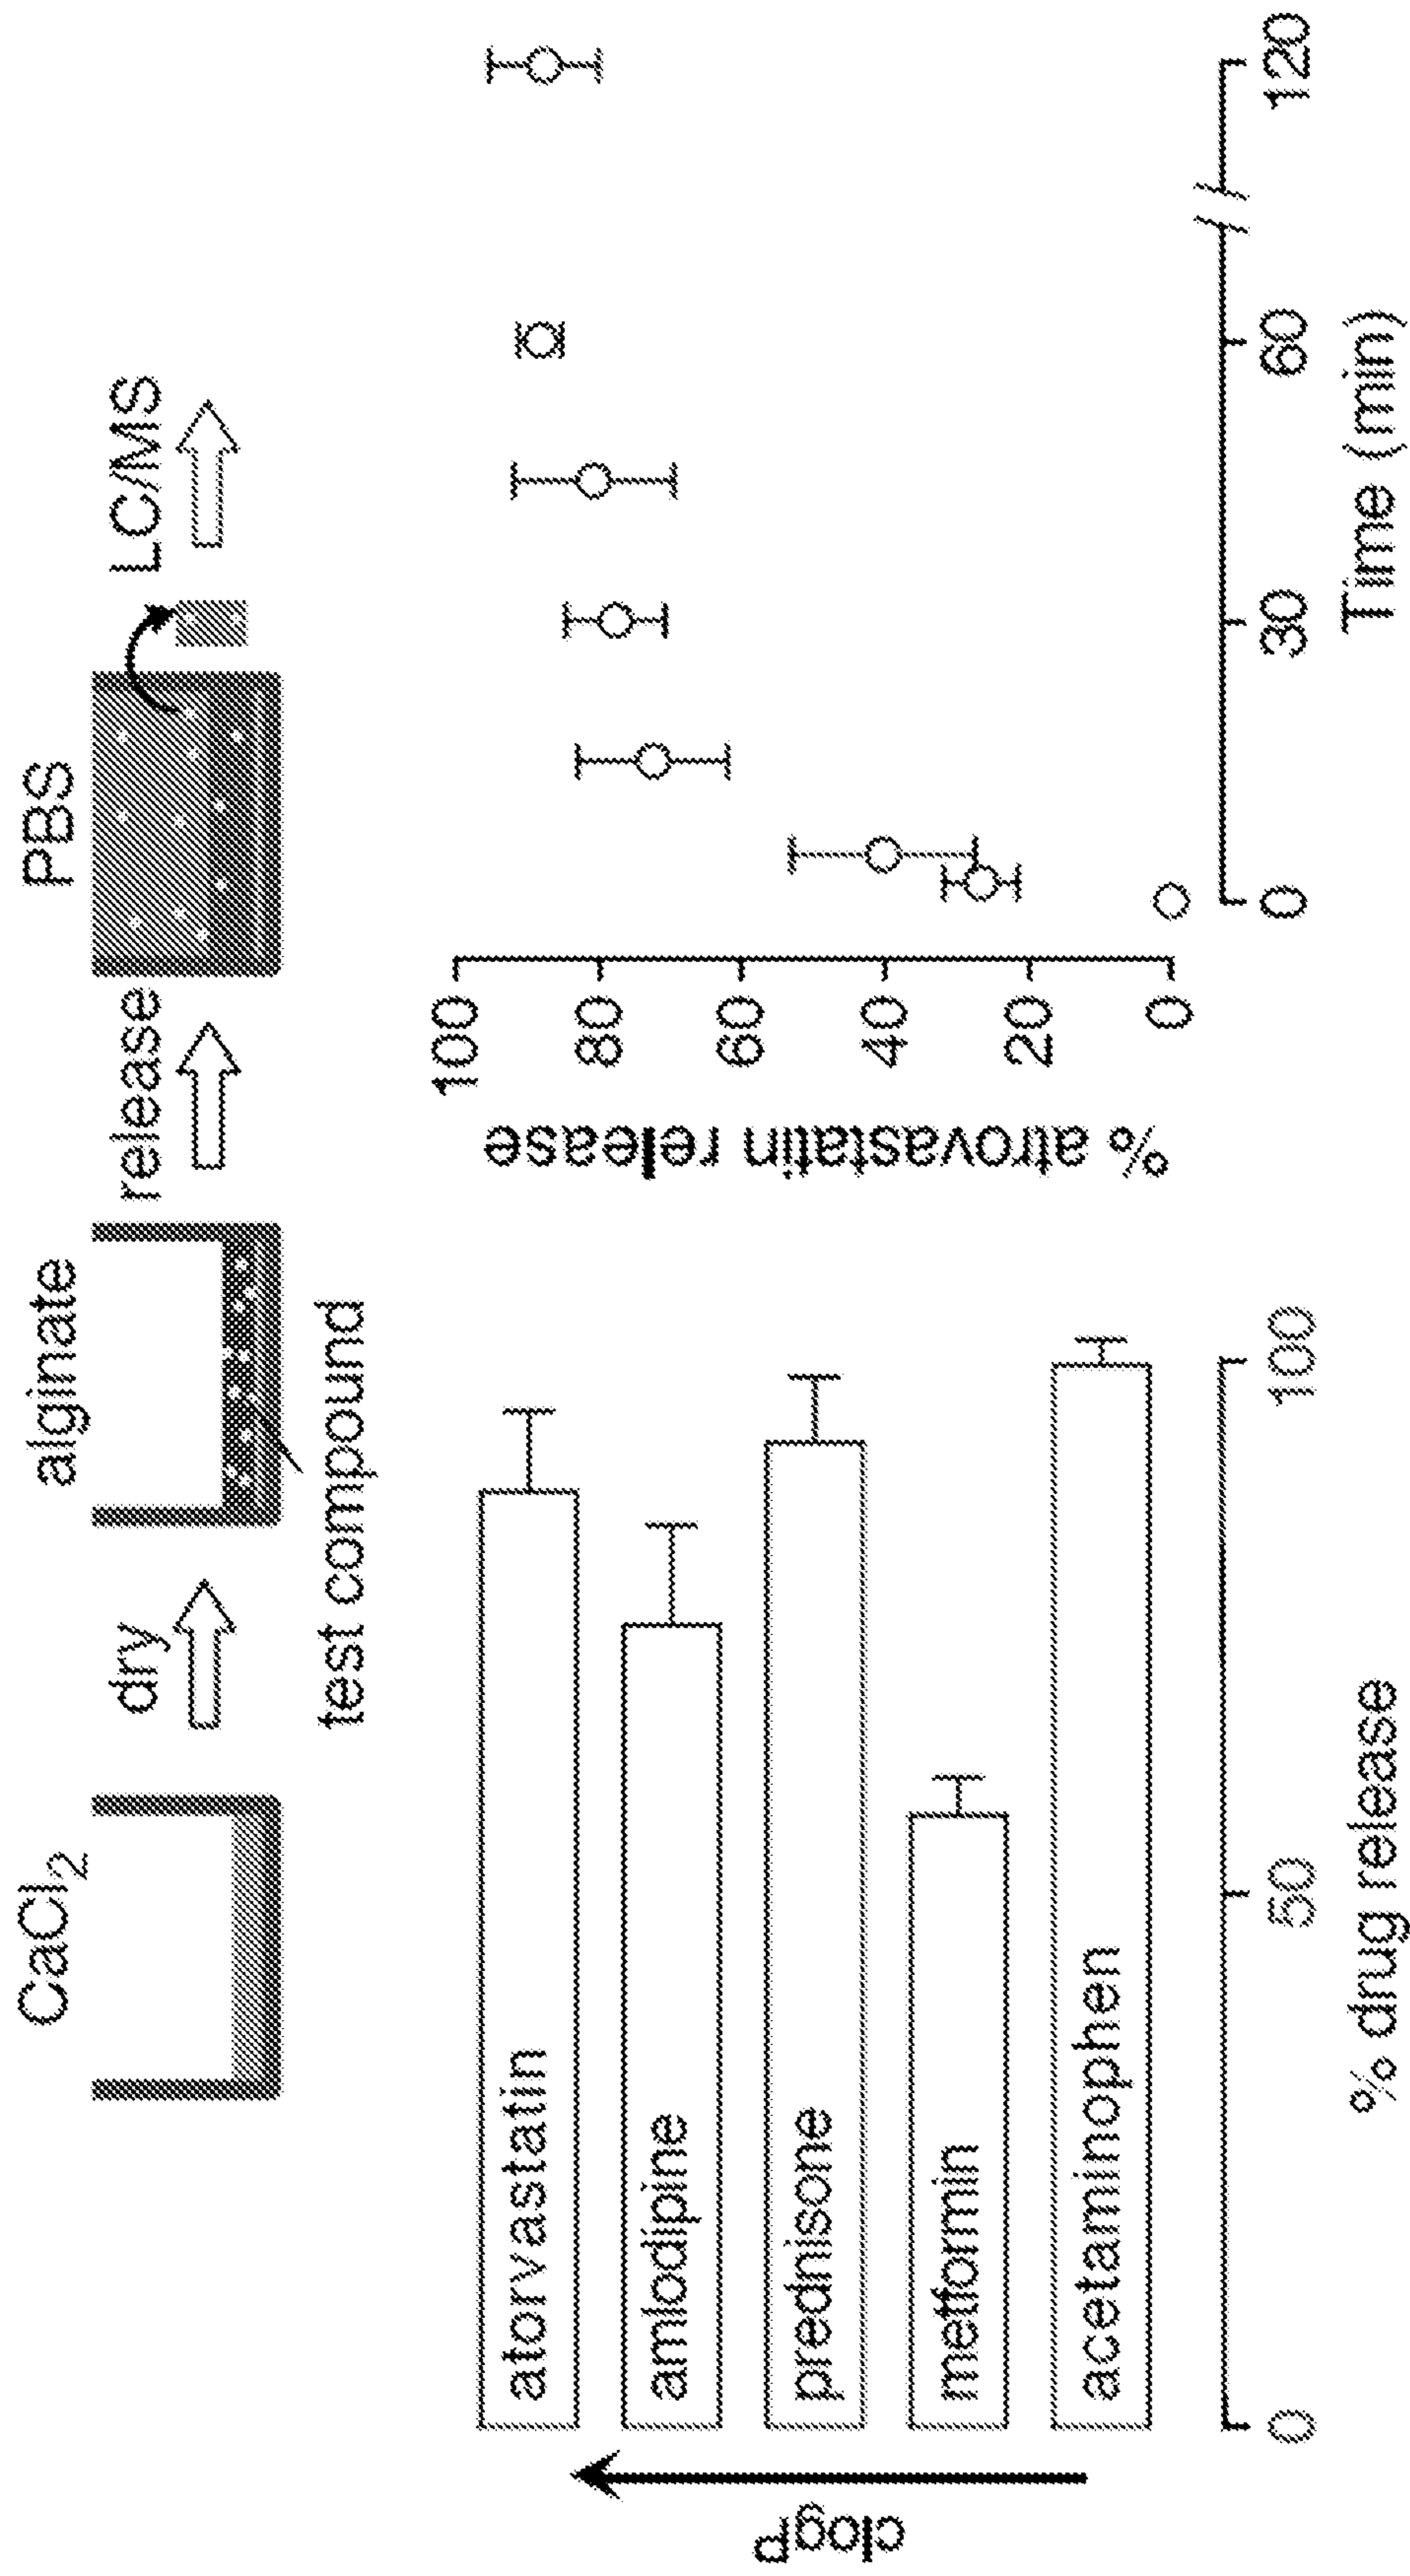 CaCl2
dry
alginate
test compound
release
PBS
LC/MS
clogP
atorvastatin
amlodipine
prednisone
metformin
acetaminophen
0
50
100
% drug release
% atrovastatin release
100
80
60
40
20
0
0
30
60
120
Time (min)